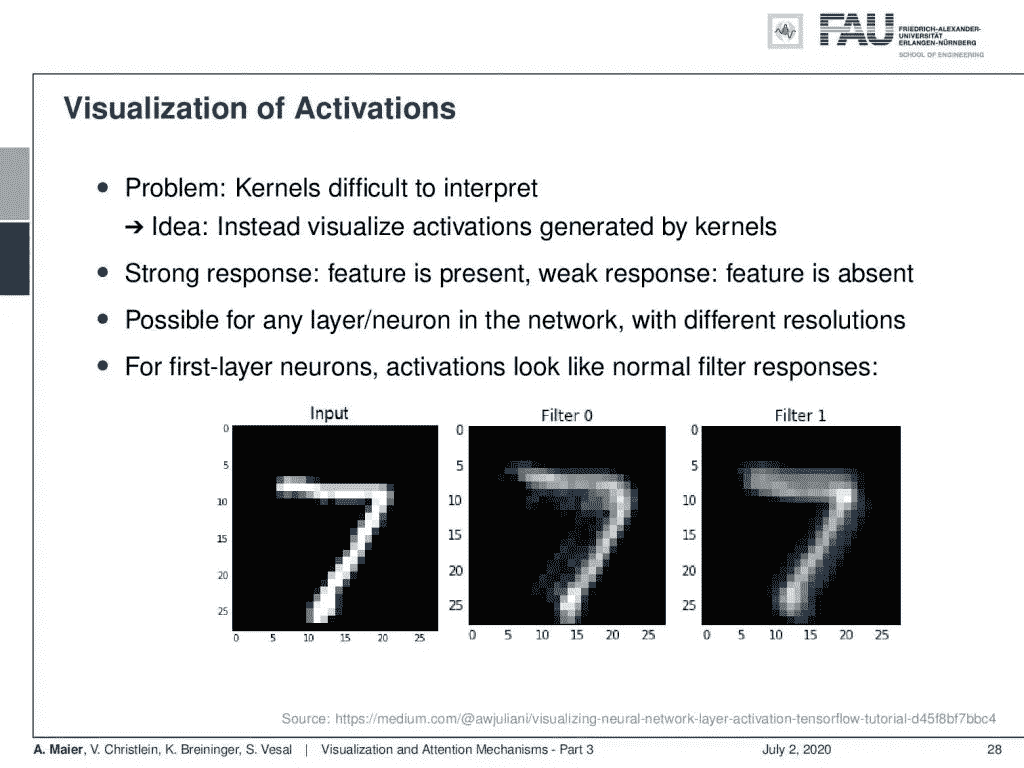 FAU
FRIEDRICH-ALEXANDER-
UNIVERSITÄT
ERLANGEN-NÜRNBERG
SCHOOL OF ENGINEERING
Visualization of Activations
• Problem: Kernels difficult to interpret
➔ Idea: Instead visualize activations generated by kernels
• Strong response: feature is present, weak response: feature is absent
• Possible for any layer/neuron in the network, with different resolutions
• For first-layer neurons, activations look like normal filter responses:
Input
0
5
10
15
20
25
0 5 10 15 20 25
Filter 0
0
5
10
15
20
25
0 5 10 15 20 25
Filter 1
0
5
10
15
20
25
0 5 10 15 20 25
Source: https://medium.com/@awjuliani/visualizing-neural-network-layer-activation-tensorflow-tutorial-d45f8bf7bbc4
A. Maier, V. Christlein, K. Breininger, S. Vesal | Visualization and Attention Mechanisms - Part 3 July 2, 2020 28